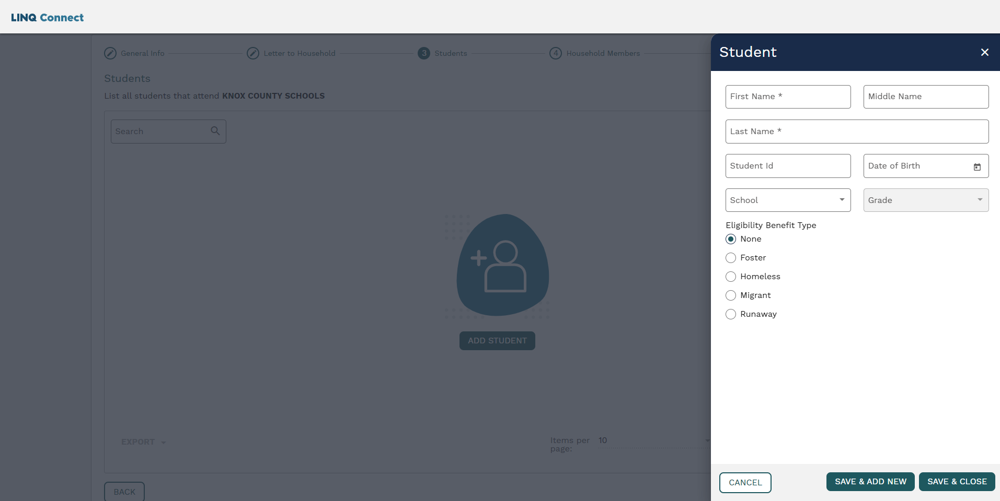 LINQ Connect
General Info
Letter to Household
3 Students
4 Household Members
Students
List all students that attend KNOX COUNTY SCHOOLS
Search
ADD STUDENT
EXPORT
Items per page:
10
BACK
Student
First Name *
Middle Name
Last Name *
Student Id
Date of Birth
School
Grade
Eligibility Benefit Type
None
Foster
Homeless
Migrant
Runaway
CANCEL
SAVE & ADD NEW
SAVE & CLOSE